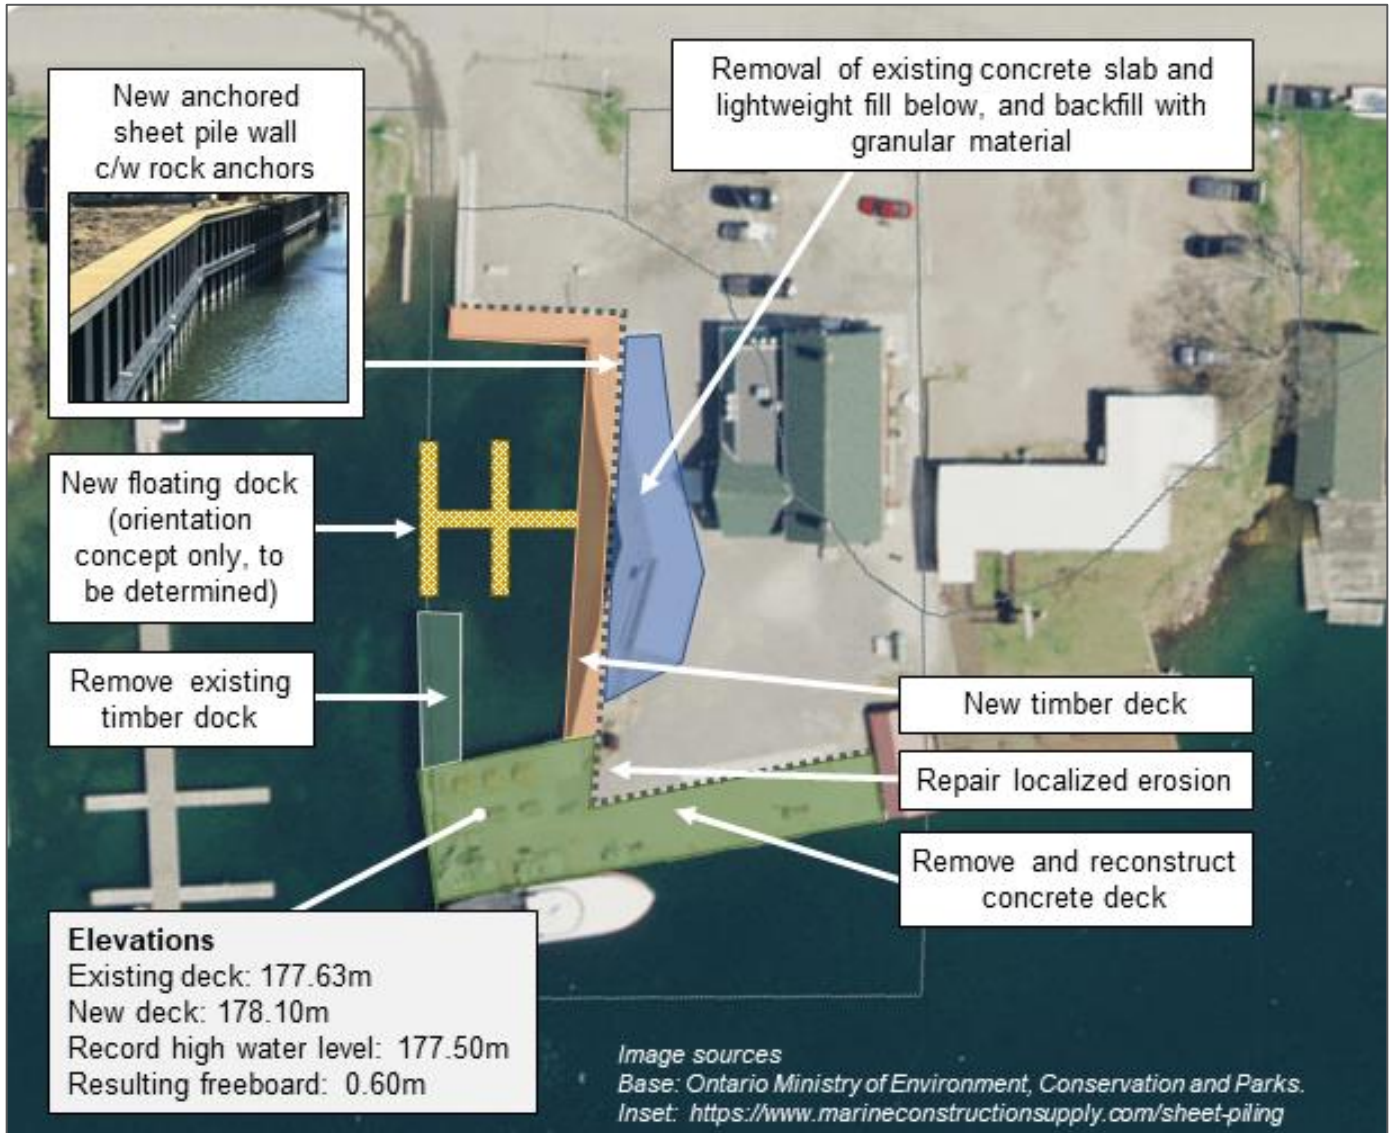 New anchored
sheet pile wall
c/w rock anchors
Removal of existing concrete slab and
lightweight fill below, and backfill with
granular material
New floating dock
(orientation
concept only, to
be determined)
Remove existing
timber dock
New timber deck
Repair localized erosion
Remove and reconstruct
concrete deck
Elevations
Existing deck: 177.63m
New deck: 178.10m
Record high water level: 177.50m
Resulting freeboard: 0.60m
Image sources
Base: Ontario Ministry of Environment, Conservation and Parks.
Inset: https://www.marineconstructionsupply.com/sheet-piling